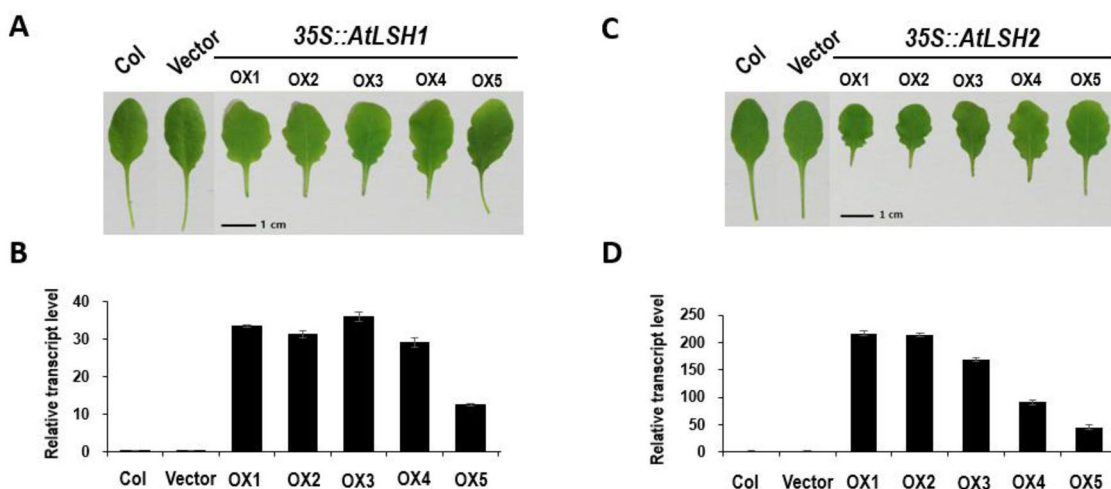 A
35S::AtLSH1
Col
Vector
OX1 OX2 OX3 OX4 OX5
1 cm
B
Relative transcript level
40
30
20
10
0
Col Vector OX1 OX2 OX3 OX4 OX5
C
35S::AtLSH2
Col
Vector
OX1 OX2 OX3 OX4 OX5
1 cm
D
Relative transcript level
250
200
150
100
50
0
Col Vector OX1 OX2 OX3 OX4 OX5